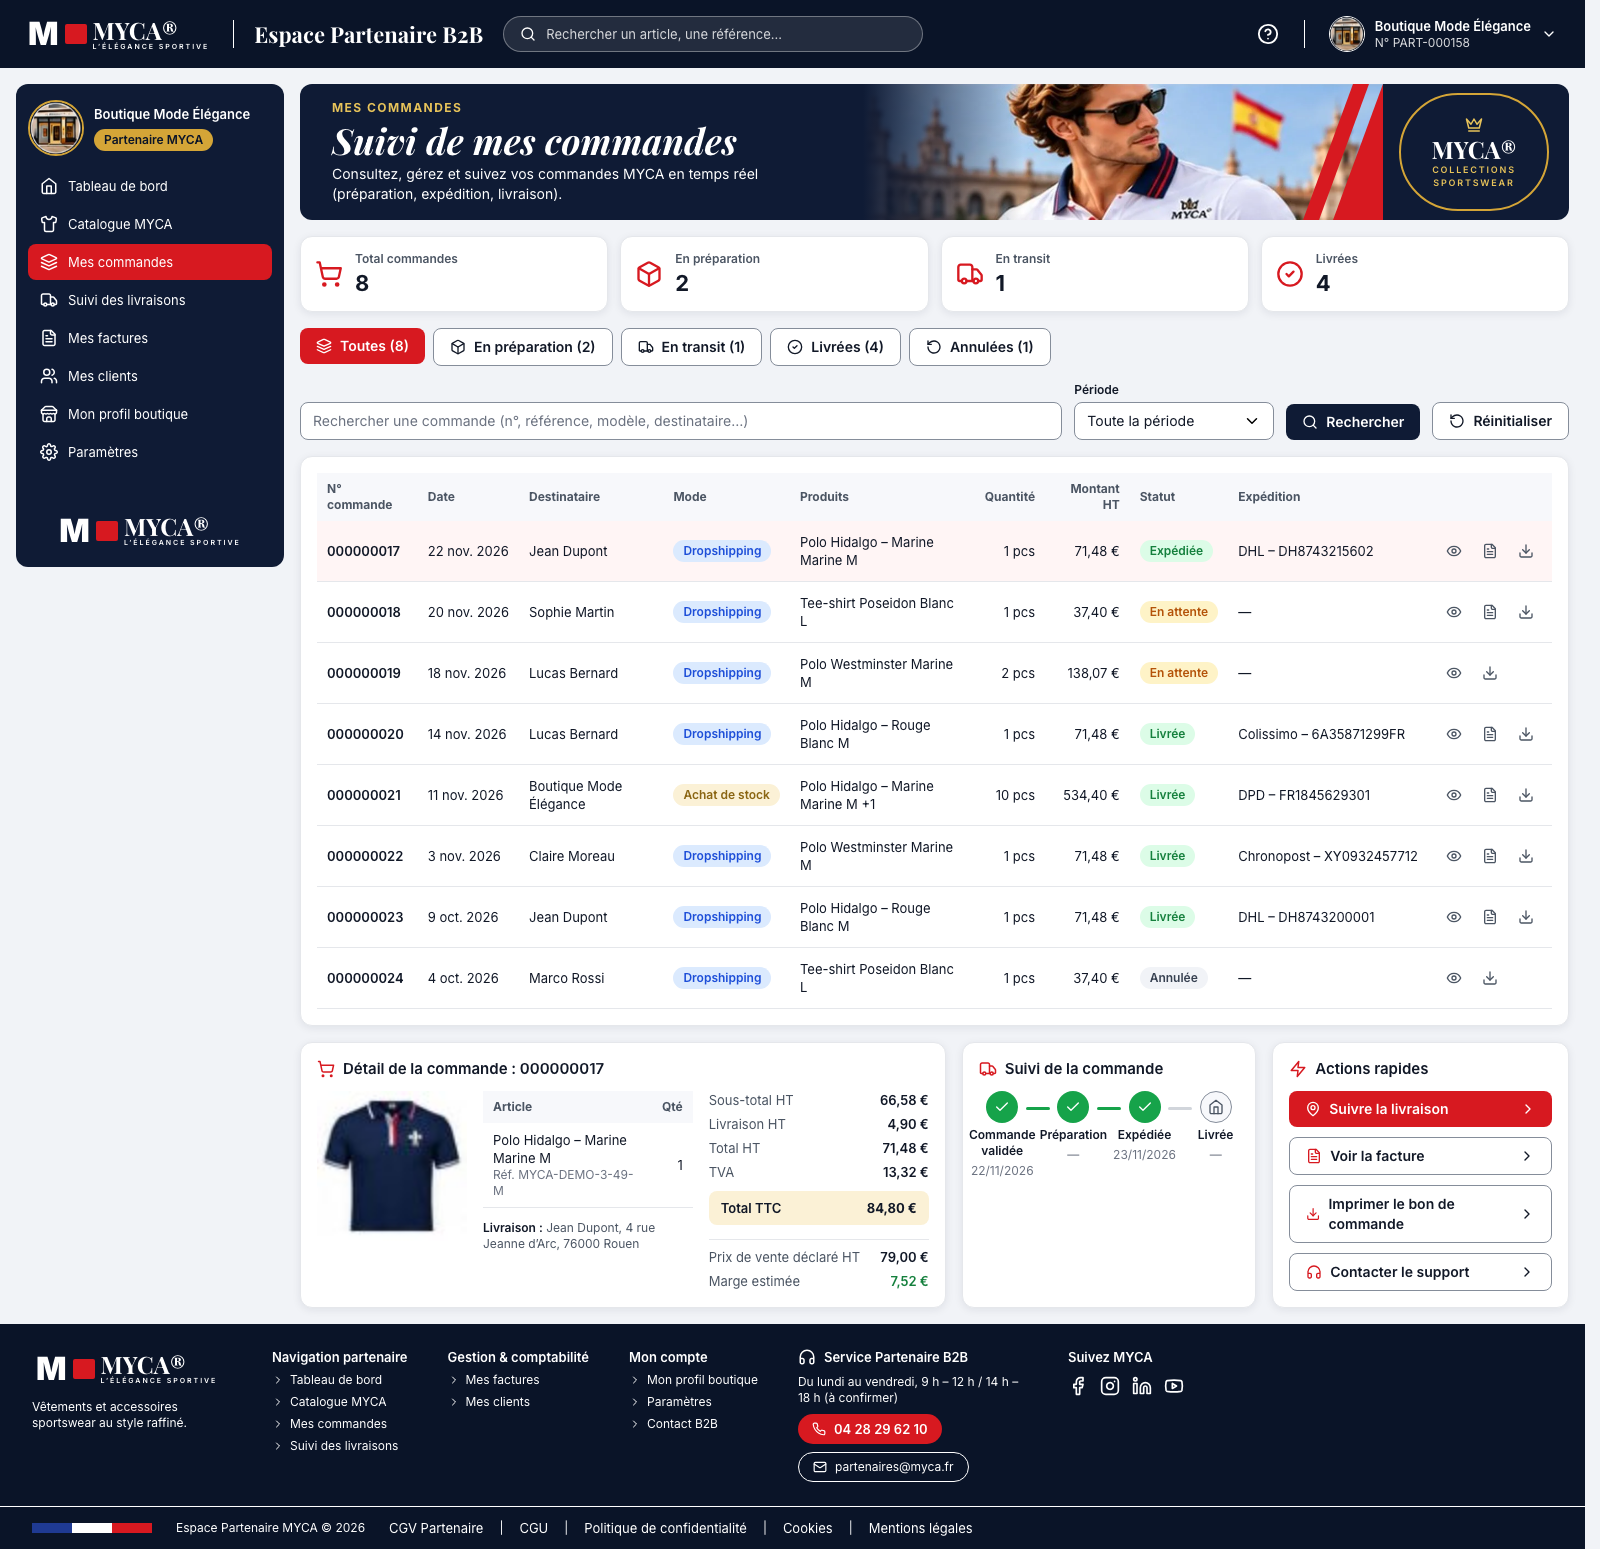 M MYCA®
L'ÉLÉGANCE SPORTIVE
Espace Partenaire B2B
Rechercher un article, une référence...
Boutique Mode Élégance
N° PART-000158
Boutique Mode Élégance
Partenaire MYCA
Tableau de bord
Catalogue MYCA
Mes commandes
Suivi des livraisons
Mes factures
Mes clients
Mon profil boutique
Paramètres
M MYCA®
L'ÉLÉGANCE SPORTIVE
MES COMMANDES
Suivi de mes commandes
Consultez, gérez et suivez vos commandes MYCA en temps réel
(préparation, expédition, livraison).
MYCA
MYCA®
COLLECTIONS
SPORTSWEAR
Total commandes
8
En préparation
2
En transit
1
Livrées
4
Toutes (8)
En préparation (2)
En transit (1)
Livrées (4)
Annulées (1)
Période
Rechercher une commande (n°, référence, modèle, destinataire...)
Toute la période
Rechercher
Réinitialiser
N° commande Date Destinataire Mode Produits Quantité Montant HT Statut Expédition
000000017 22 nov. 2026 Jean Dupont Dropshipping Polo Hidalgo – Marine Marine M 1 pcs 71,48 € Expédiée DHL – DH8743215602
000000018 20 nov. 2026 Sophie Martin Dropshipping Tee-shirt Poseidon Blanc L 1 pcs 37,40 € En attente —
000000019 18 nov. 2026 Lucas Bernard Dropshipping Polo Westminster Marine M 2 pcs 138,07 € En attente —
000000020 14 nov. 2026 Lucas Bernard Dropshipping Polo Hidalgo – Rouge Blanc M 1 pcs 71,48 € Livrée Colissimo – 6A35871299FR
000000021 11 nov. 2026 Boutique Mode Élégance Achat de stock Polo Hidalgo – Marine Marine M +1 10 pcs 534,40 € Livrée DPD – FR1845629301
000000022 3 nov. 2026 Claire Moreau Dropshipping Polo Westminster Marine M 1 pcs 71,48 € Livrée Chronopost – XY0932457712
000000023 9 oct. 2026 Jean Dupont Dropshipping Polo Hidalgo – Rouge Blanc M 1 pcs 71,48 € Livrée DHL – DH8743200001
000000024 4 oct. 2026 Marco Rossi Dropshipping Tee-shirt Poseidon Blanc L 1 pcs 37,40 € Annulée —
Détail de la commande : 000000017
Article Qté
Polo Hidalgo – Marine
Marine M
Réf. MYCA-DEMO-3-49-
M
1
Livraison : Jean Dupont, 4 rue
Jeanne d'Arc, 76000 Rouen
Sous-total HT 66,58 €
Livraison HT 4,90 €
Total HT 71,48 €
TVA 13,32 €
Total TTC 84,80 €
Prix de vente déclaré HT 79,00 €
Marge estimée 7,52 €
Suivi de la commande
Commande validée 22/11/2026
Préparation —
Expédiée 23/11/2026
Livrée —
Actions rapides
Suivre la livraison
Voir la facture
Imprimer le bon de
commande
Contacter le support
M MYCA®
L'ÉLÉGANCE SPORTIVE
Vêtements et accessoires
sportswear au style raffiné.
Navigation partenaire
Tableau de bord
Catalogue MYCA
Mes commandes
Suivi des livraisons
Gestion & comptabilité
Mes factures
Mes clients
Mon compte
Mon profil boutique
Paramètres
Contact B2B
Service Partenaire B2B
Du lundi au vendredi, 9 h – 12 h / 14 h –
18 h (à confirmer)
04 28 29 62 10
partenaires@myca.fr
Suivez MYCA
Espace Partenaire MYCA © 2026
CGV Partenaire | CGU | Politique de confidentialité | Cookies | Mentions légales